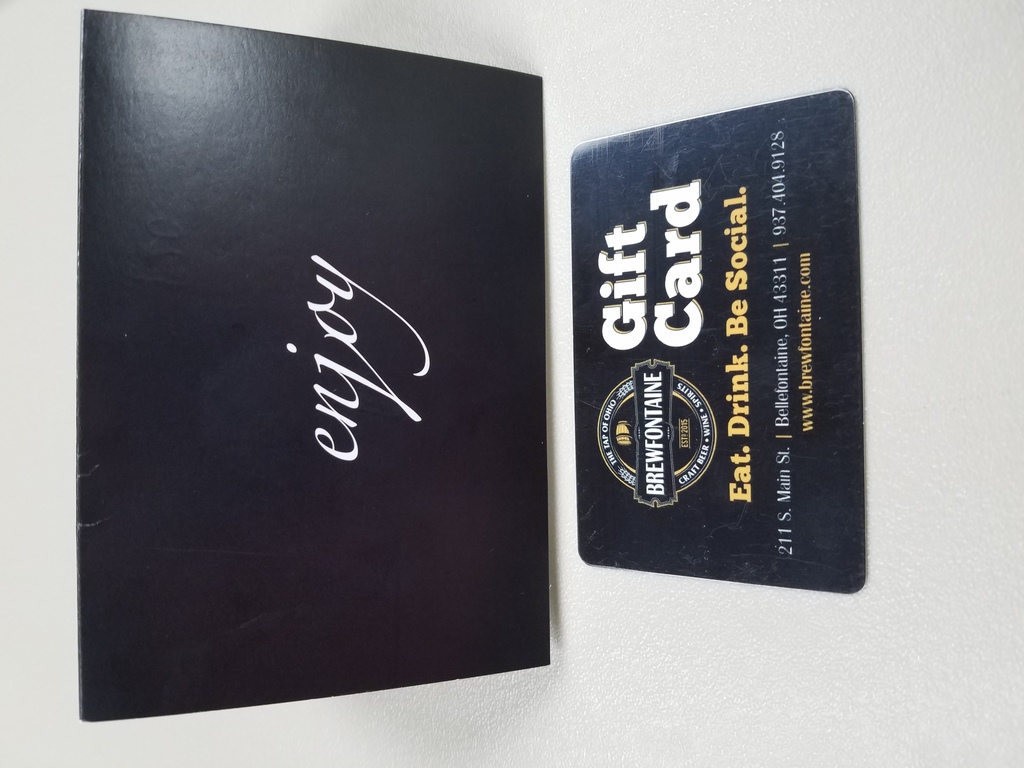 enjoy
THE TAP OF OHIO
BREWFONTAINE
EST. 2015
CRAFT BEER • WINE • SPIRITS
Gift
Card
Eat. Drink. Be Social.
211 S. Main St. | Bellefontaine, OH 43311 | 937.404.9128
www.brewfontaine.com